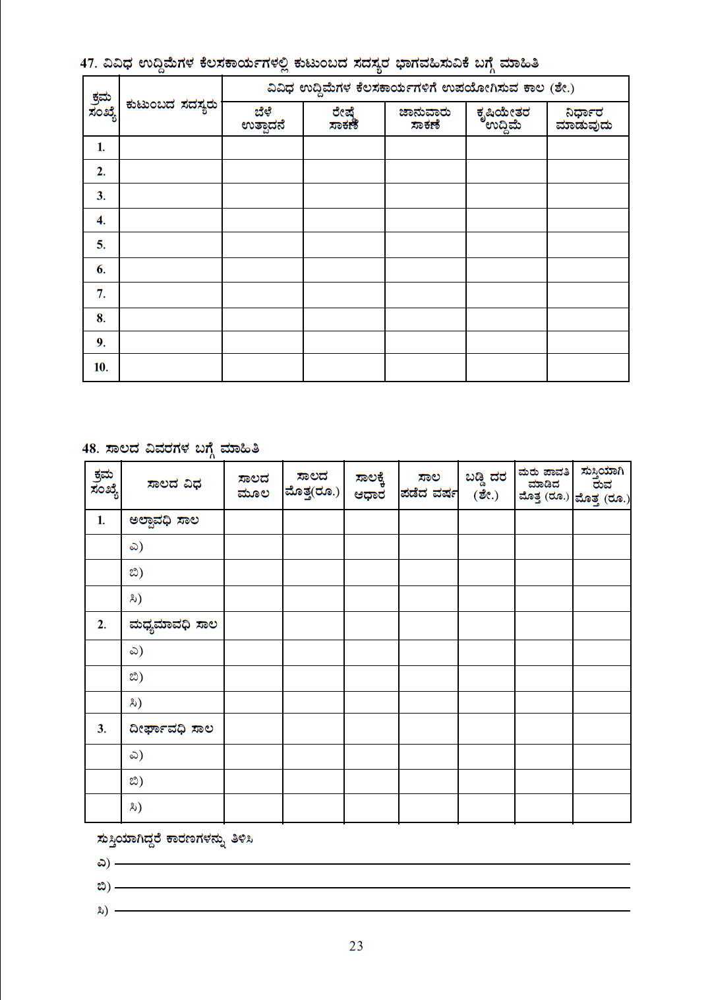 47. ವಿವಿಧ ಉದ್ದಿಮೆಗಳ ಕೆಲಸಕಾರ್ಯಗಳಲ್ಲಿ ಕುಟುಂಬದ ಸದಸ್ಯರ ಭಾಗವಹಿಸುವಿಕೆ ಬಗ್ಗೆ ಮಾಹಿತಿ
ಕ್ರಮ ಸಂಖ್ಯೆ
ಕುಟುಂಬದ ಸದಸ್ಯರು
ವಿವಿಧ ಉದ್ದಿಮೆಗಳ ಕೆಲಸಕಾರ್ಯಗಳಿಗೆ ಉಪಯೋಗಿಸುವ ಕಾಲ (ಶೇ.)
ಬೆಳೆ ಉತ್ಪಾದನೆ
ರೇಷ್ಮೆ ಸಾಕಣೆ
ಜಾನುವಾರು ಸಾಕಣೆ
ಕೃಷಿಯೇತರ ಉದ್ದಿಮೆ
ನಿರ್ಧಾರ ಮಾಡುವುದು
1.
2.
3.
4.
5.
6.
7.
8.
9.
10.
48. ಸಾಲದ ವಿವರಗಳ ಬಗ್ಗೆ ಮಾಹಿತಿ
ಕ್ರಮ ಸಂಖ್ಯೆ
ಸಾಲದ ವಿಧ
ಸಾಲದ ಮೂಲ
ಸಾಲದ ಮೊತ್ತ(ರೂ.)
ಸಾಲಕ್ಕೆ ಆಧಾರ
ಸಾಲ ಪಡೆದ ವರ್ಷ
ಬಡ್ಡಿ ದರ (ಶೇ.)
ಮರು ಪಾವತಿ ಮಾಡಿದ ಮೊತ್ತ (ರೂ.)
ಸುಸ್ತಿಯಾಗಿ ರುವ ಮೊತ್ತ (ರೂ.)
1. ಅಲ್ಪಾವಧಿ ಸಾಲ
ಎ)
ಬಿ)
ಸಿ)
2. ಮಧ್ಯಮಾವಧಿ ಸಾಲ
ಎ)
ಬಿ)
ಸಿ)
3. ದೀರ್ಘಾವಧಿ ಸಾಲ
ಎ)
ಬಿ)
ಸಿ)
ಸುಸ್ತಿಯಾಗಿದ್ದರೆ ಕಾರಣಗಳನ್ನು ತಿಳಿಸಿ
ಎ)
ಬಿ)
ಸಿ)
23